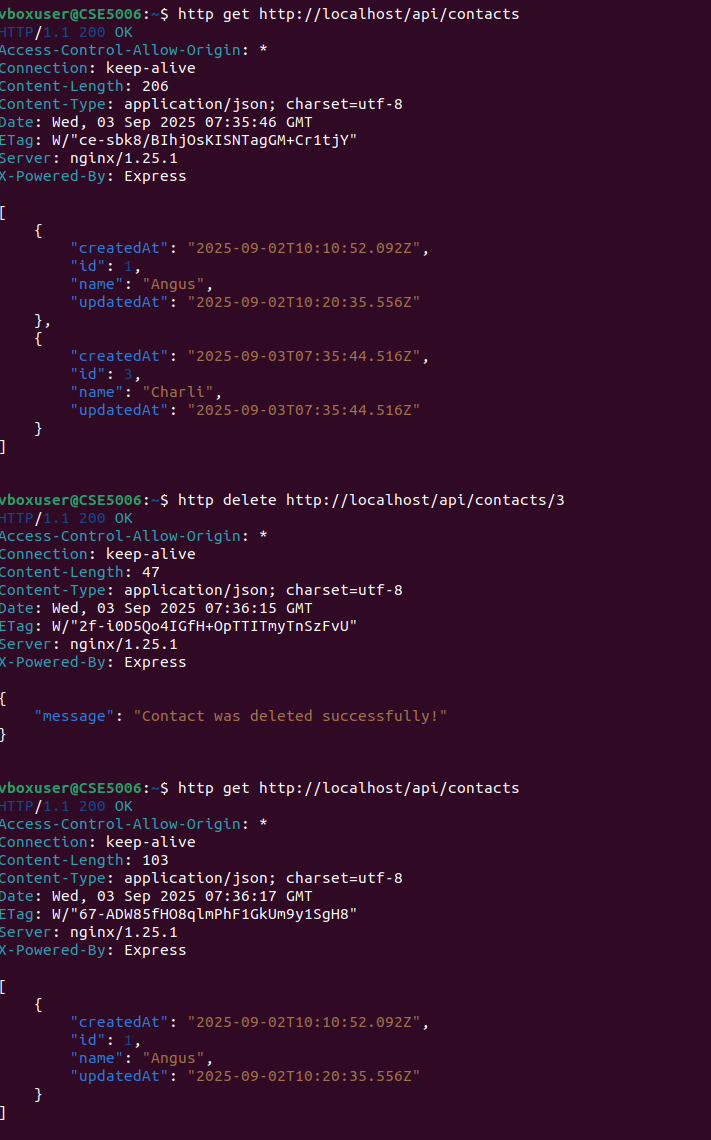 vboxuser@CSE5006:~$ http get http://localhost/api/contacts
HTTP/1.1 200 OK
Access-Control-Allow-Origin: *
Connection: keep-alive
Content-Length: 206
Content-Type: application/json; charset=utf-8
Date: Wed, 03 Sep 2025 07:35:46 GMT
ETag: W/"ce-sbk8/BIhjOsKISNTagGM+Cr1tjY"
Server: nginx/1.25.1
X-Powered-By: Express
[
    {
        "createdAt": "2025-09-02T10:10:52.092Z",
        "id": 1,
        "name": "Angus",
        "updatedAt": "2025-09-02T10:20:35.556Z"
    },
    {
        "createdAt": "2025-09-03T07:35:44.516Z",
        "id": 3,
        "name": "Charli",
        "updatedAt": "2025-09-03T07:35:44.516Z"
    }
]
vboxuser@CSE5006:~$ http delete http://localhost/api/contacts/3
HTTP/1.1 200 OK
Access-Control-Allow-Origin: *
Connection: keep-alive
Content-Length: 47
Content-Type: application/json; charset=utf-8
Date: Wed, 03 Sep 2025 07:36:15 GMT
ETag: W/"2f-i0D5Qo4IGfH+OpTTITmyTnSzFvU"
Server: nginx/1.25.1
X-Powered-By: Express
{
    "message": "Contact was deleted successfully!"
}
vboxuser@CSE5006:~$ http get http://localhost/api/contacts
HTTP/1.1 200 OK
Access-Control-Allow-Origin: *
Connection: keep-alive
Content-Length: 103
Content-Type: application/json; charset=utf-8
Date: Wed, 03 Sep 2025 07:36:17 GMT
ETag: W/"67-ADW85fHO8qlmPhF1GkUm9y1SgH8"
Server: nginx/1.25.1
X-Powered-By: Express
[
    {
        "createdAt": "2025-09-02T10:10:52.092Z",
        "id": 1,
        "name": "Angus",
        "updatedAt": "2025-09-02T10:20:35.556Z"
    }
]